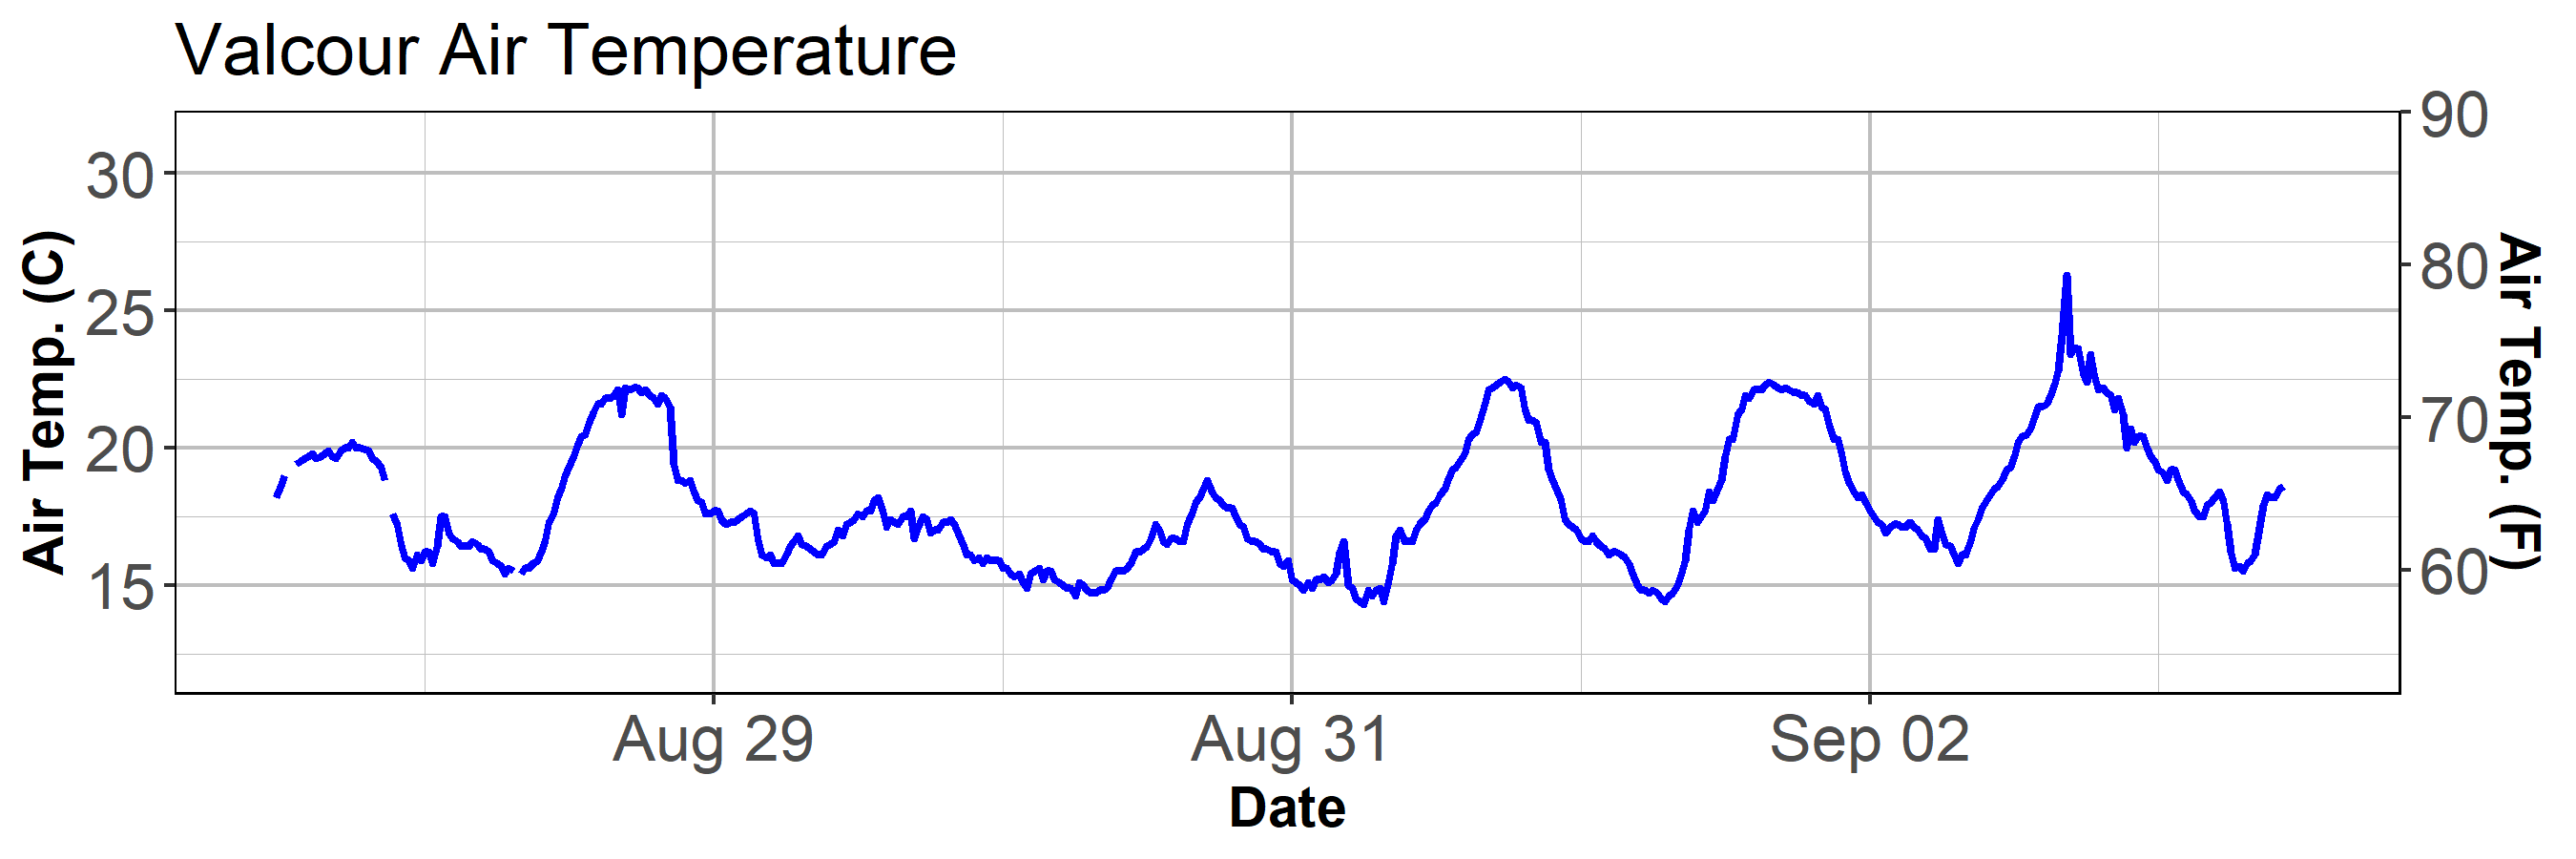 Valcour Air Temperature
30
25
20
15
Air Temp. (C)
90
80
70
60
Air Temp. (F)
Aug 29
Aug 31
Sep 02
Date